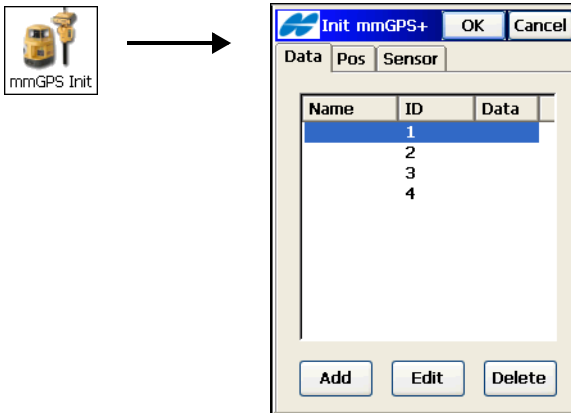 mmGPS Init
Init mmGPS+ OK Cancel
Data Pos Sensor
Name ID Data
1
2
3
4
Add Edit Delete